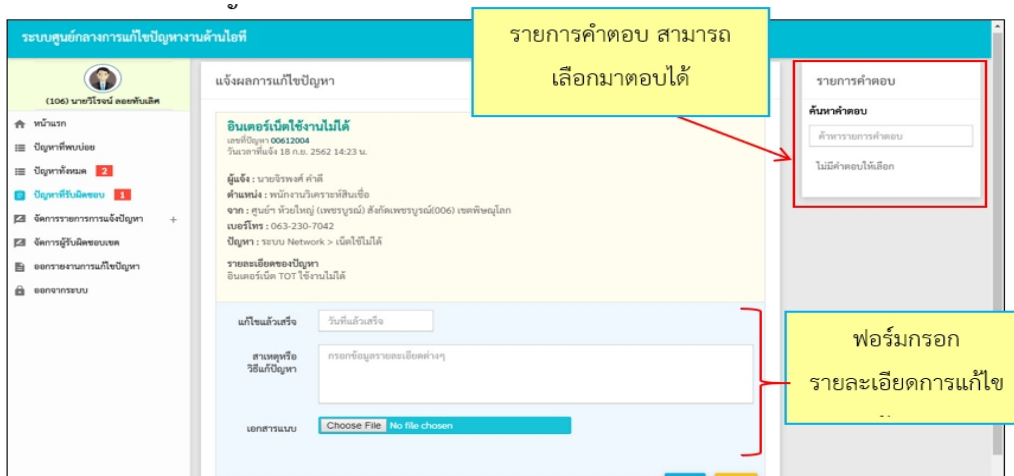 ระบบศูนย์กลางการแก้ไขปัญหางานด้านไอที
รายการคำตอบ สามารถ
เลือกมาตอบได้
(106) นายวิโรจน์ ลอยทับเลิศ
หน้าแรก
ปัญหาที่พบบ่อย
ปัญหาทั้งหมด 2
ปัญหาที่รับผิดชอบ 1
จัดการรายการการแจ้งปัญหา +
จัดการผู้รับผิดชอบเขต
ออกรายงานการแก้ไขปัญหา
ออกจากระบบ
แจ้งผลการแก้ไขปัญหา
อินเตอร์เน็ตใช้งานไม่ได้
เลขที่ปัญหา 00612004
วันเวลาที่แจ้ง 18 ก.ย. 2562 14:23 น.
ผู้แจ้ง : นายจิรพงศ์ คำดี
ตำแหน่ง : พนักงานวิเคราะห์สินเชื่อ
จาก : ศูนย์ฯ ห้วยใหญ่ (เพชรบูรณ์) สังกัดเพชรบูรณ์(006) เขตพิษณุโลก
เบอร์โทร : 063-230-
7042
ปัญหา : ระบบ Network > เน็ตใช้ไม่ได้
รายละเอียดของปัญหา
อินเตอร์เน็ต TOT ใช้งานไม่ได้
แก้ไขแล้วเสร็จ วันที่แล้วเสร็จ
สาเหตุหรือ
วิธีแก้ปัญหา
กรอกข้อมูลรายละเอียดต่างๆ
เอกสารแนบ Choose File No file chosen
รายการคำตอบ
ค้นหาคำตอบ
ค้าหารายการคำตอบ
ไม่มีคำตอบให้เลือก
ฟอร์มกรอก
รายละเอียดการแก้ไข